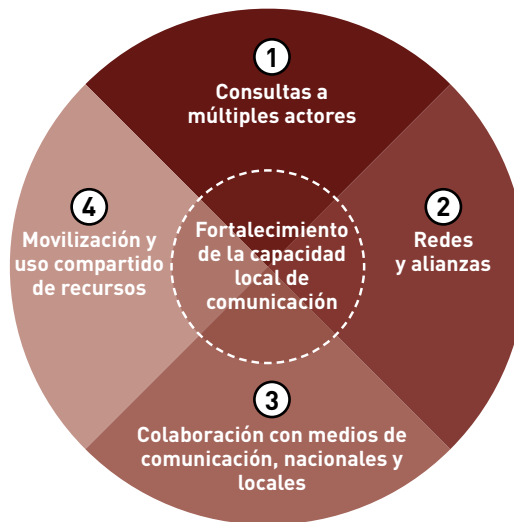 1
Consultas a
múltiples actores
2
Redes
y alianzas
3
Colaboración con medios de
comunicación, nacionales y
locales
4
Movilización y
uso compartido
de recursos
Fortalecimiento
de la capacidad
local de
comunicación